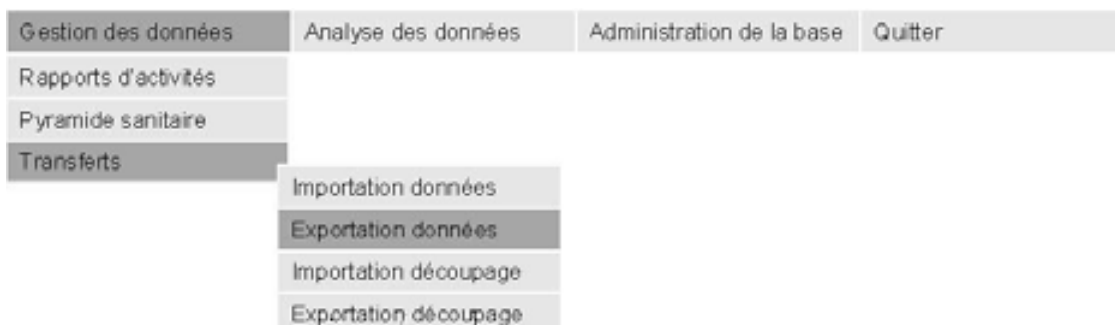 Gestion des données Analyse des données Administration de la base Quitter
Rapports d'activités
Pyramide sanitaire
Transferts
Importation données
Exportation données
Importation découpage
Exportation découpage